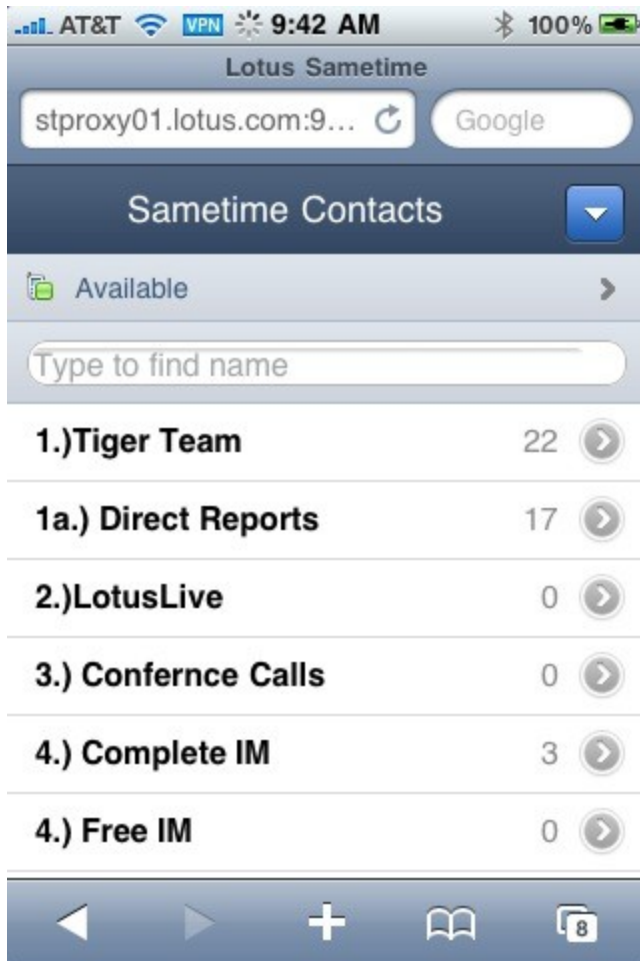 AT&T VPN 9:42 AM 100%
Lotus Sametime
stproxy01.lotus.com:9... Google
Sametime Contacts
Available
Type to find name
1.)Tiger Team 22
1a.) Direct Reports 17
2.)LotusLive 0
3.) Confernce Calls 0
4.) Complete IM 3
4.) Free IM 0
8